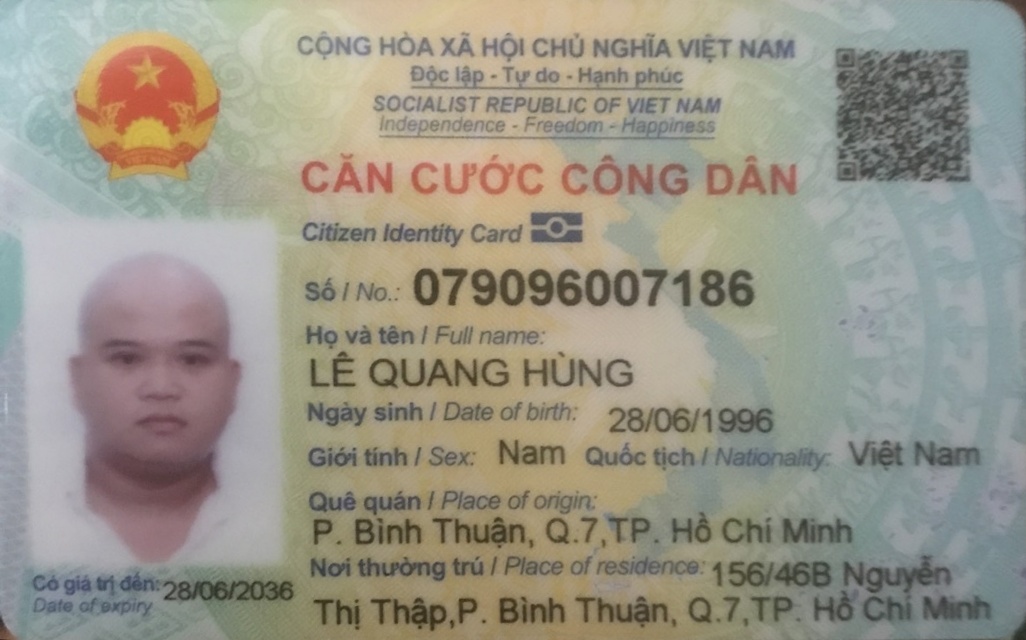 CỘNG HÒA XÃ HỘI CHỦ NGHĨA VIỆT NAM
Độc lập - Tự do - Hạnh phúc
SOCIALIST REPUBLIC OF VIET NAM
Independence - Freedom - Happiness
CĂN CƯỚC CÔNG DÂN
Citizen Identity Card
Số / No.: 079096007186
Họ và tên / Full name:
LÊ QUANG HÙNG
Ngày sinh / Date of birth: 28/06/1996
Giới tính / Sex: Nam Quốc tịch / Nationality: Việt Nam
Quê quán / Place of origin:
P. Bình Thuận, Q.7,TP. Hồ Chí Minh
Nơi thường trú / Place of residence: 156/46B Nguyễn
Thị Thập,P. Bình Thuận, Q.7,TP. Hồ Chí Minh
Có giá trị đến: 28/06/2036
Date of expiry